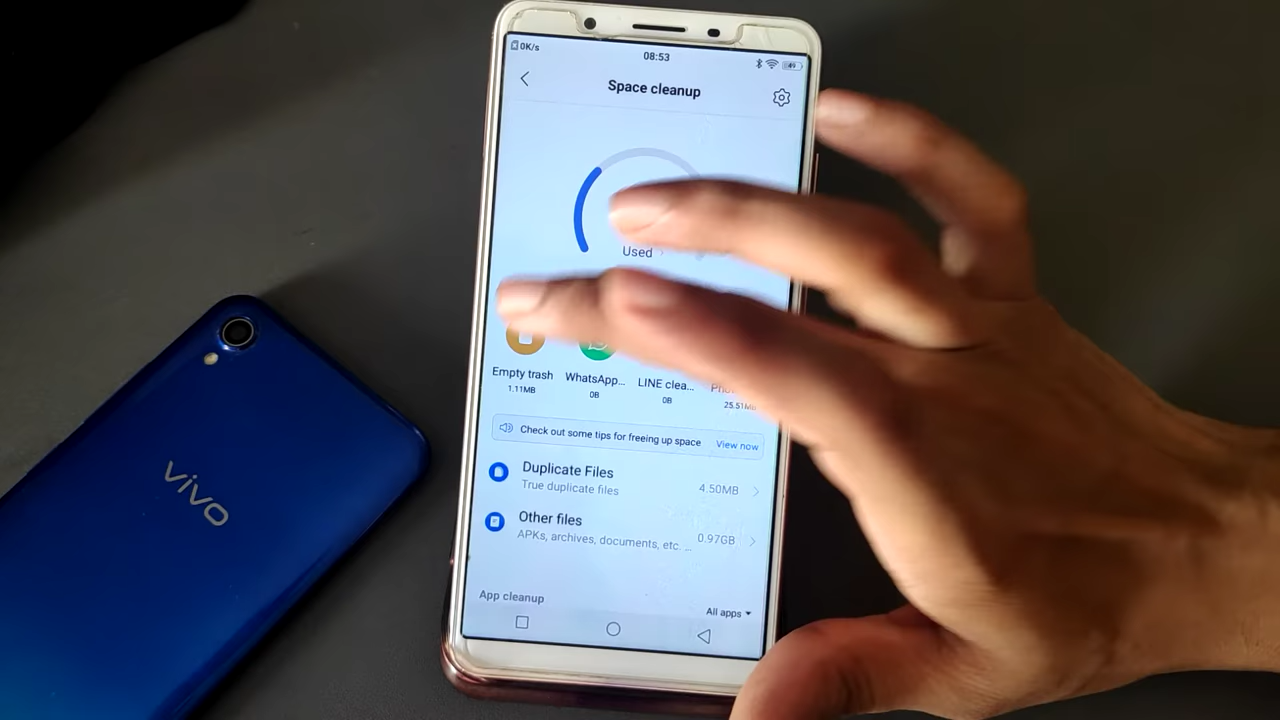 0K/s
08:53
49
Space cleanup
Used
Empty trash
1.11MB
WhatsApp...
0B
LINE clea...
0B
25.51MB
Check out some tips for freeing up space
View now
Duplicate Files
True duplicate files
4.50MB
Other files
APKs, archives, documents, etc. ...
0.97GB
App cleanup
All apps
vivo